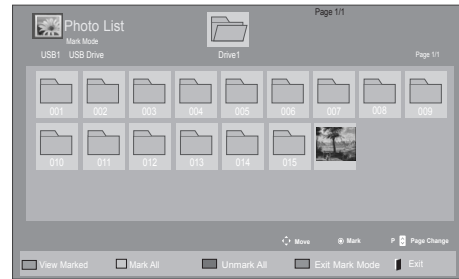 Page 1/1
Photo List
Mark Mode
USB1 USB Drive Drive1 Page 1/1
001 002 003 004 005 006 007 008 009
010 011 012 013 014 015
Move Mark P Page Change
View Marked Mark All Unmark All Exit Mark Mode Exit